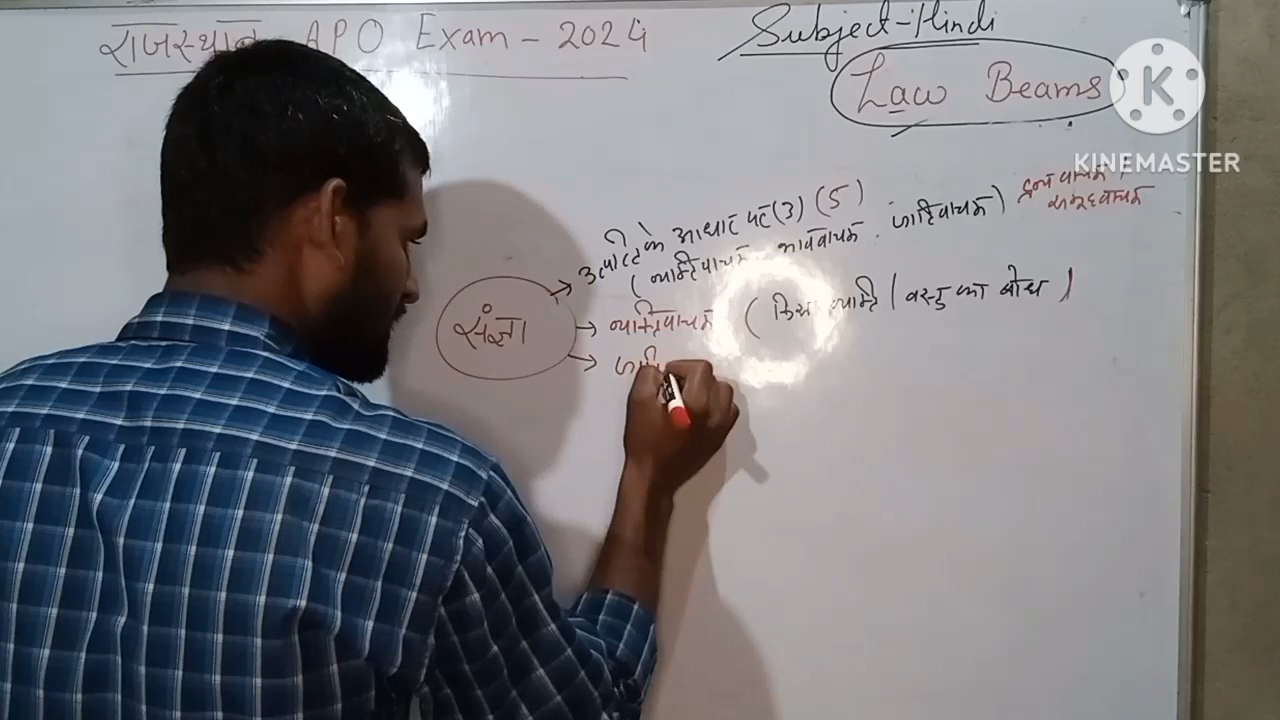 राजस्थान APO Exam - 2024
Subject-Hindi
Law Beams
K
KINEMASTER
उत्पत्ति के आधार पर (3) (5)
(व्यक्तिवाचक, भाववाचक, जातिवाचक) द्रव्यवाचक,
समूहवाचक
संज्ञा
व्यक्तिवाचक (किस व्यक्ति / वस्तु का बोध)